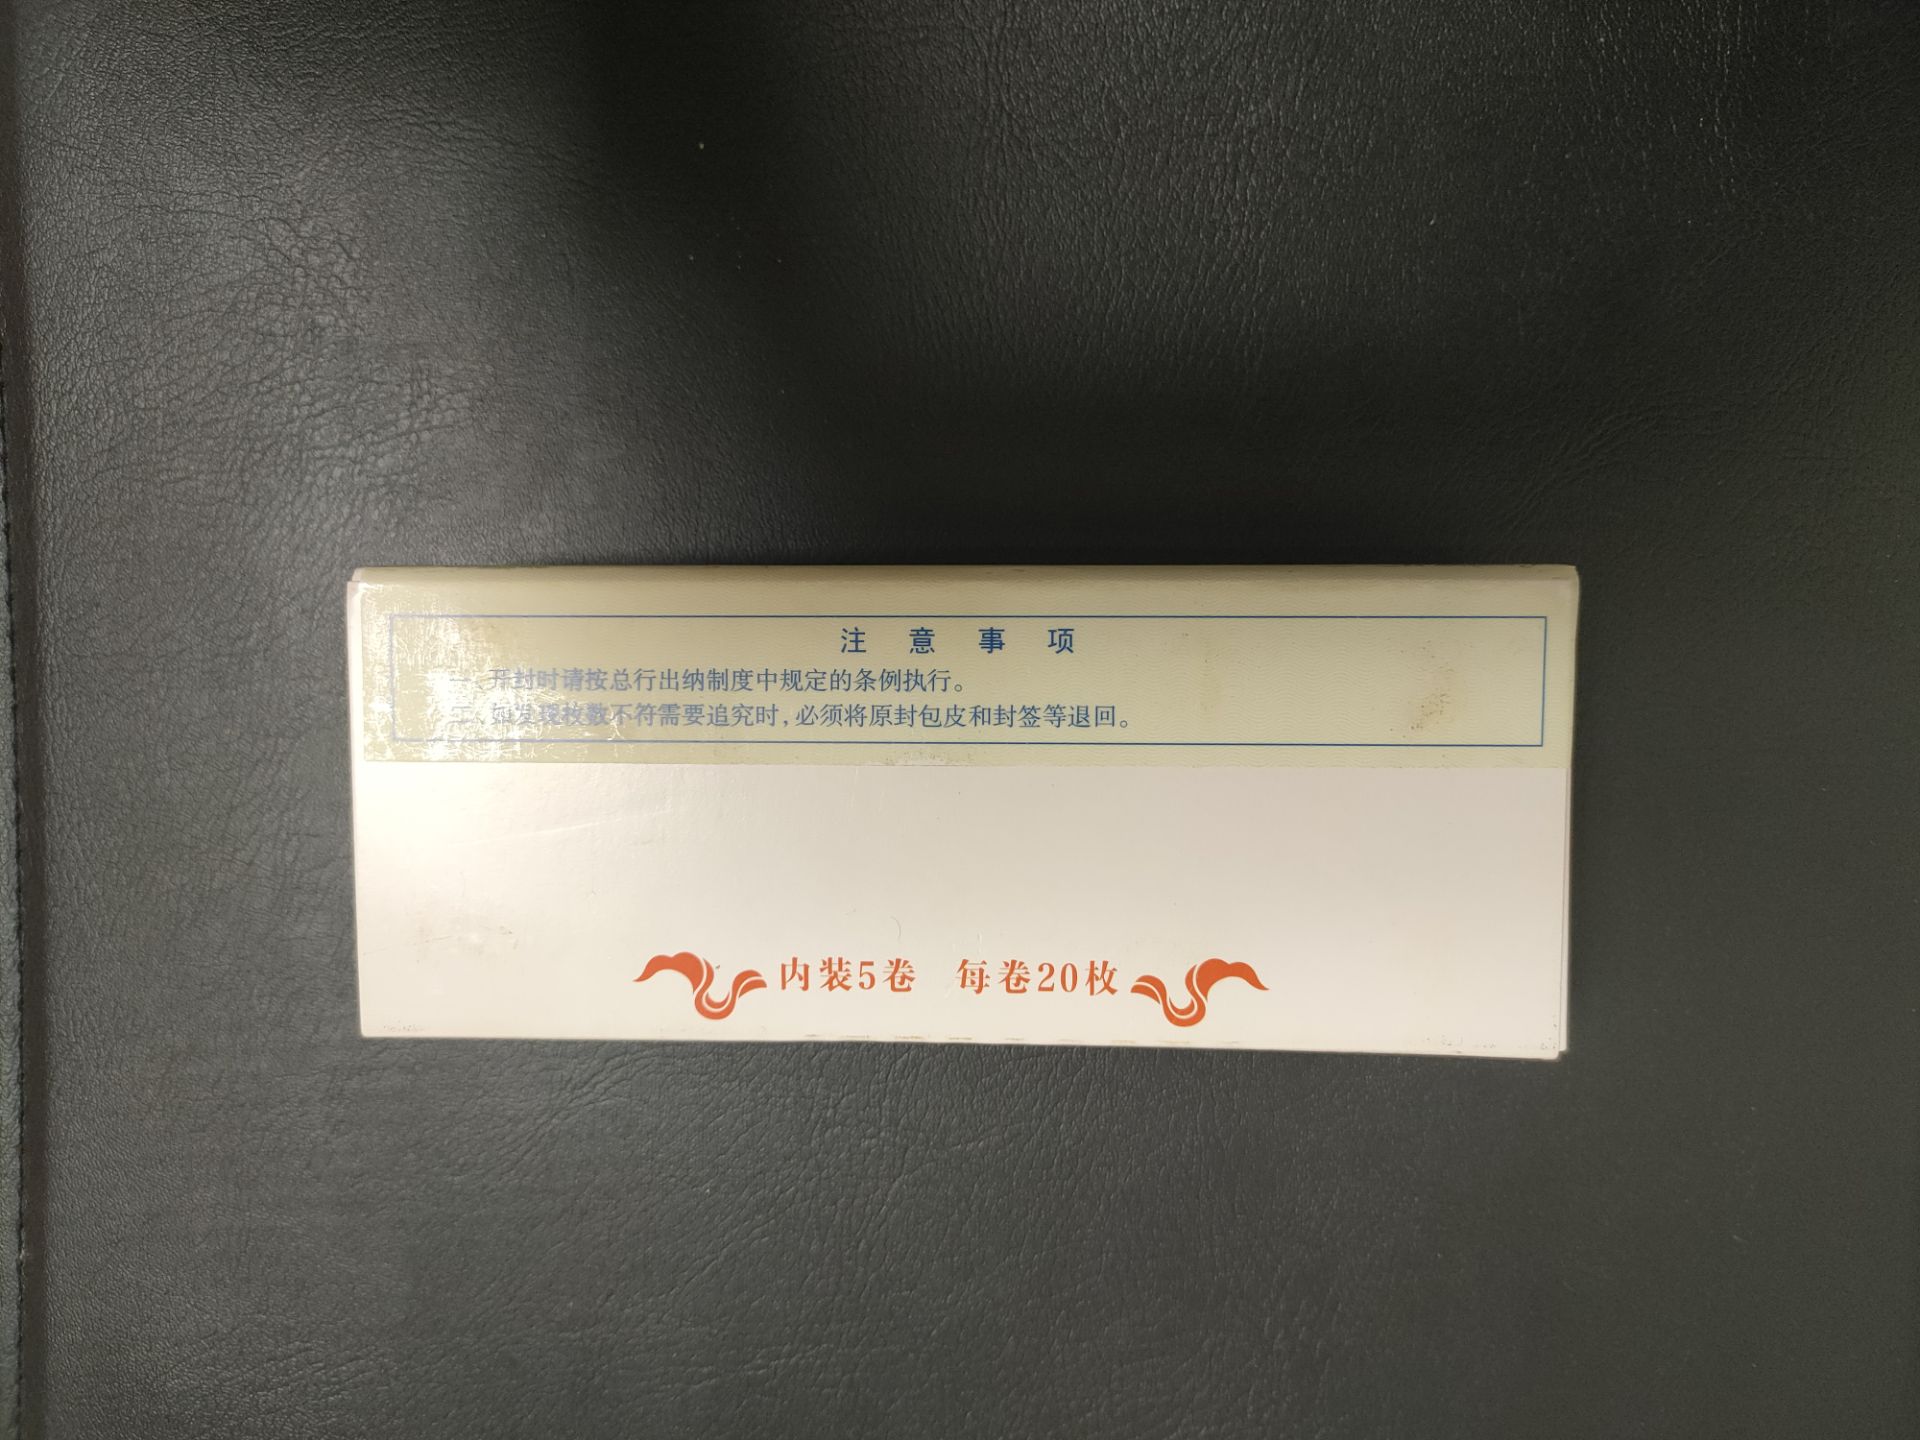 注意事项
一、开封时请按总行出纳制度中规定的条例执行。
二、如发现枚数不符需要追究时，必须将原封包皮和封签等退回。
内装5卷 每卷20枚